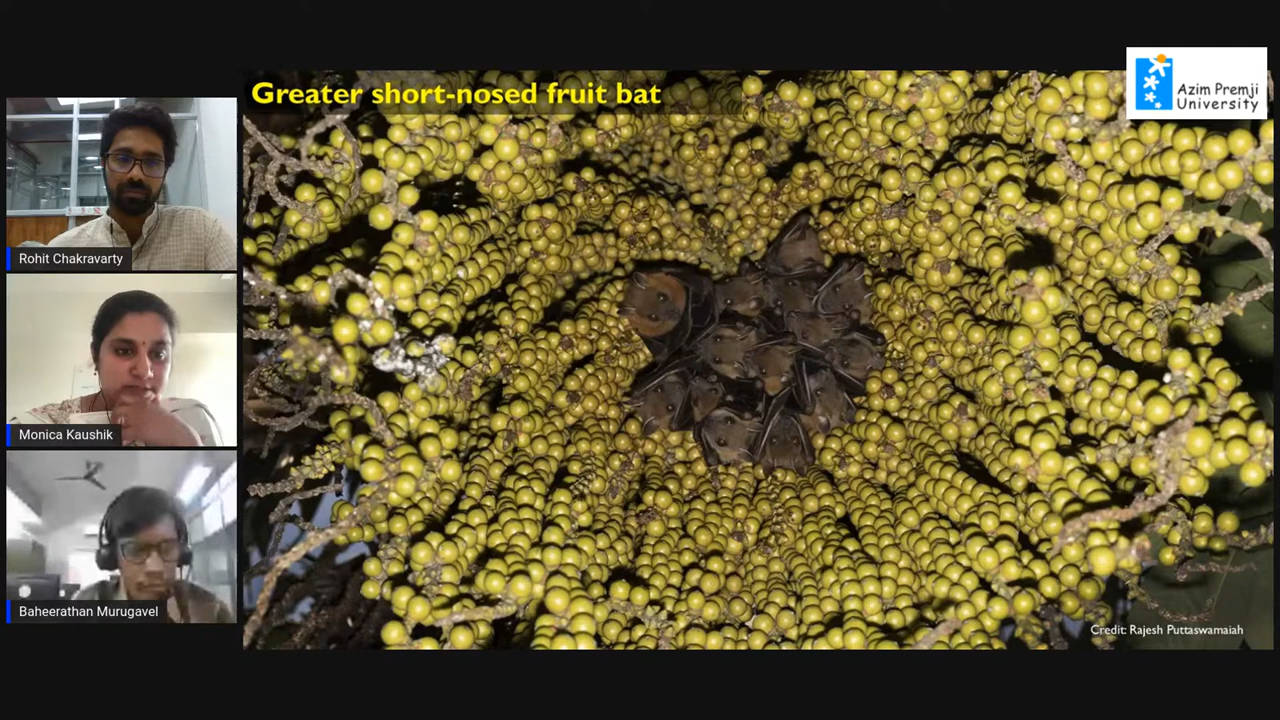 Greater short-nosed fruit bat
Azim Premji
University
Rohit Chakravarty
Monica Kaushik
Baheerathan Murugavel
Credit: Rajesh Puttaswamaiah